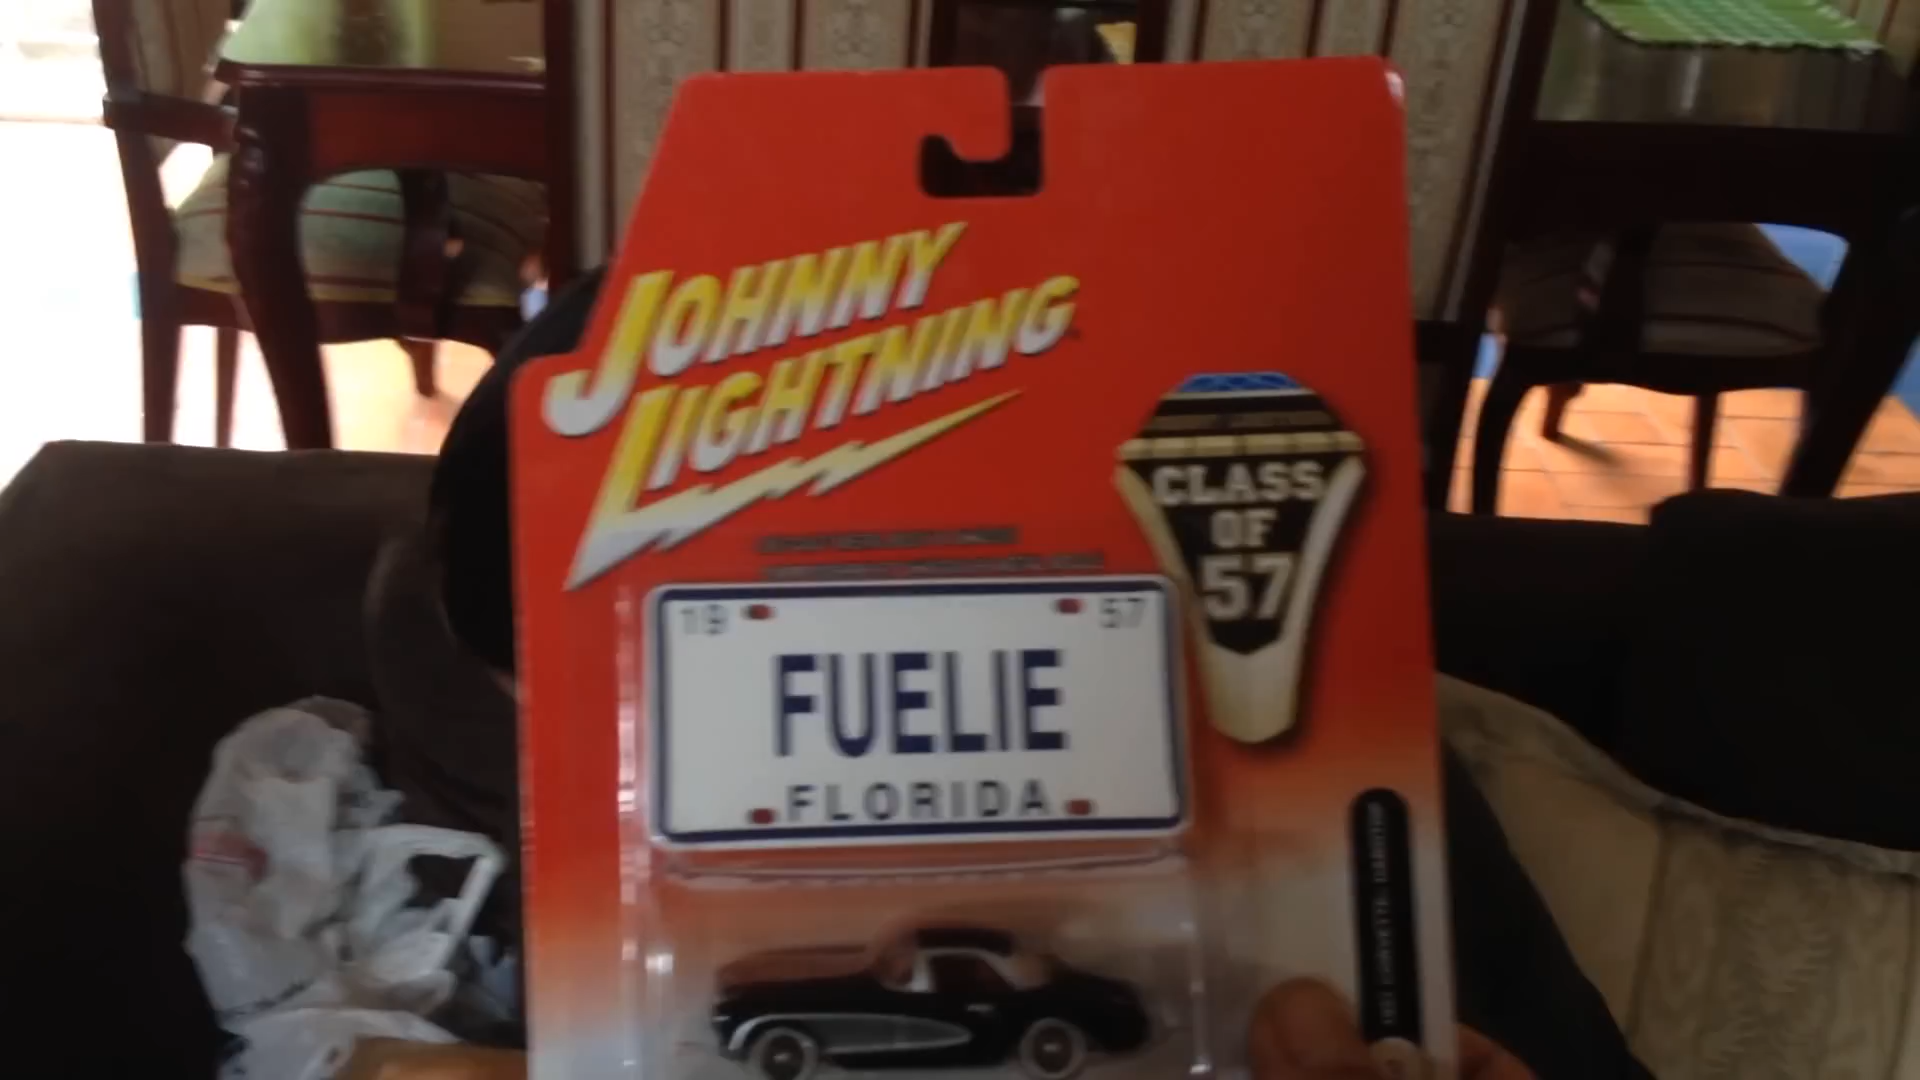 JOHNNY
LIGHTNING
CLASS
OF
57
19 57
FUELIE
FLORIDA